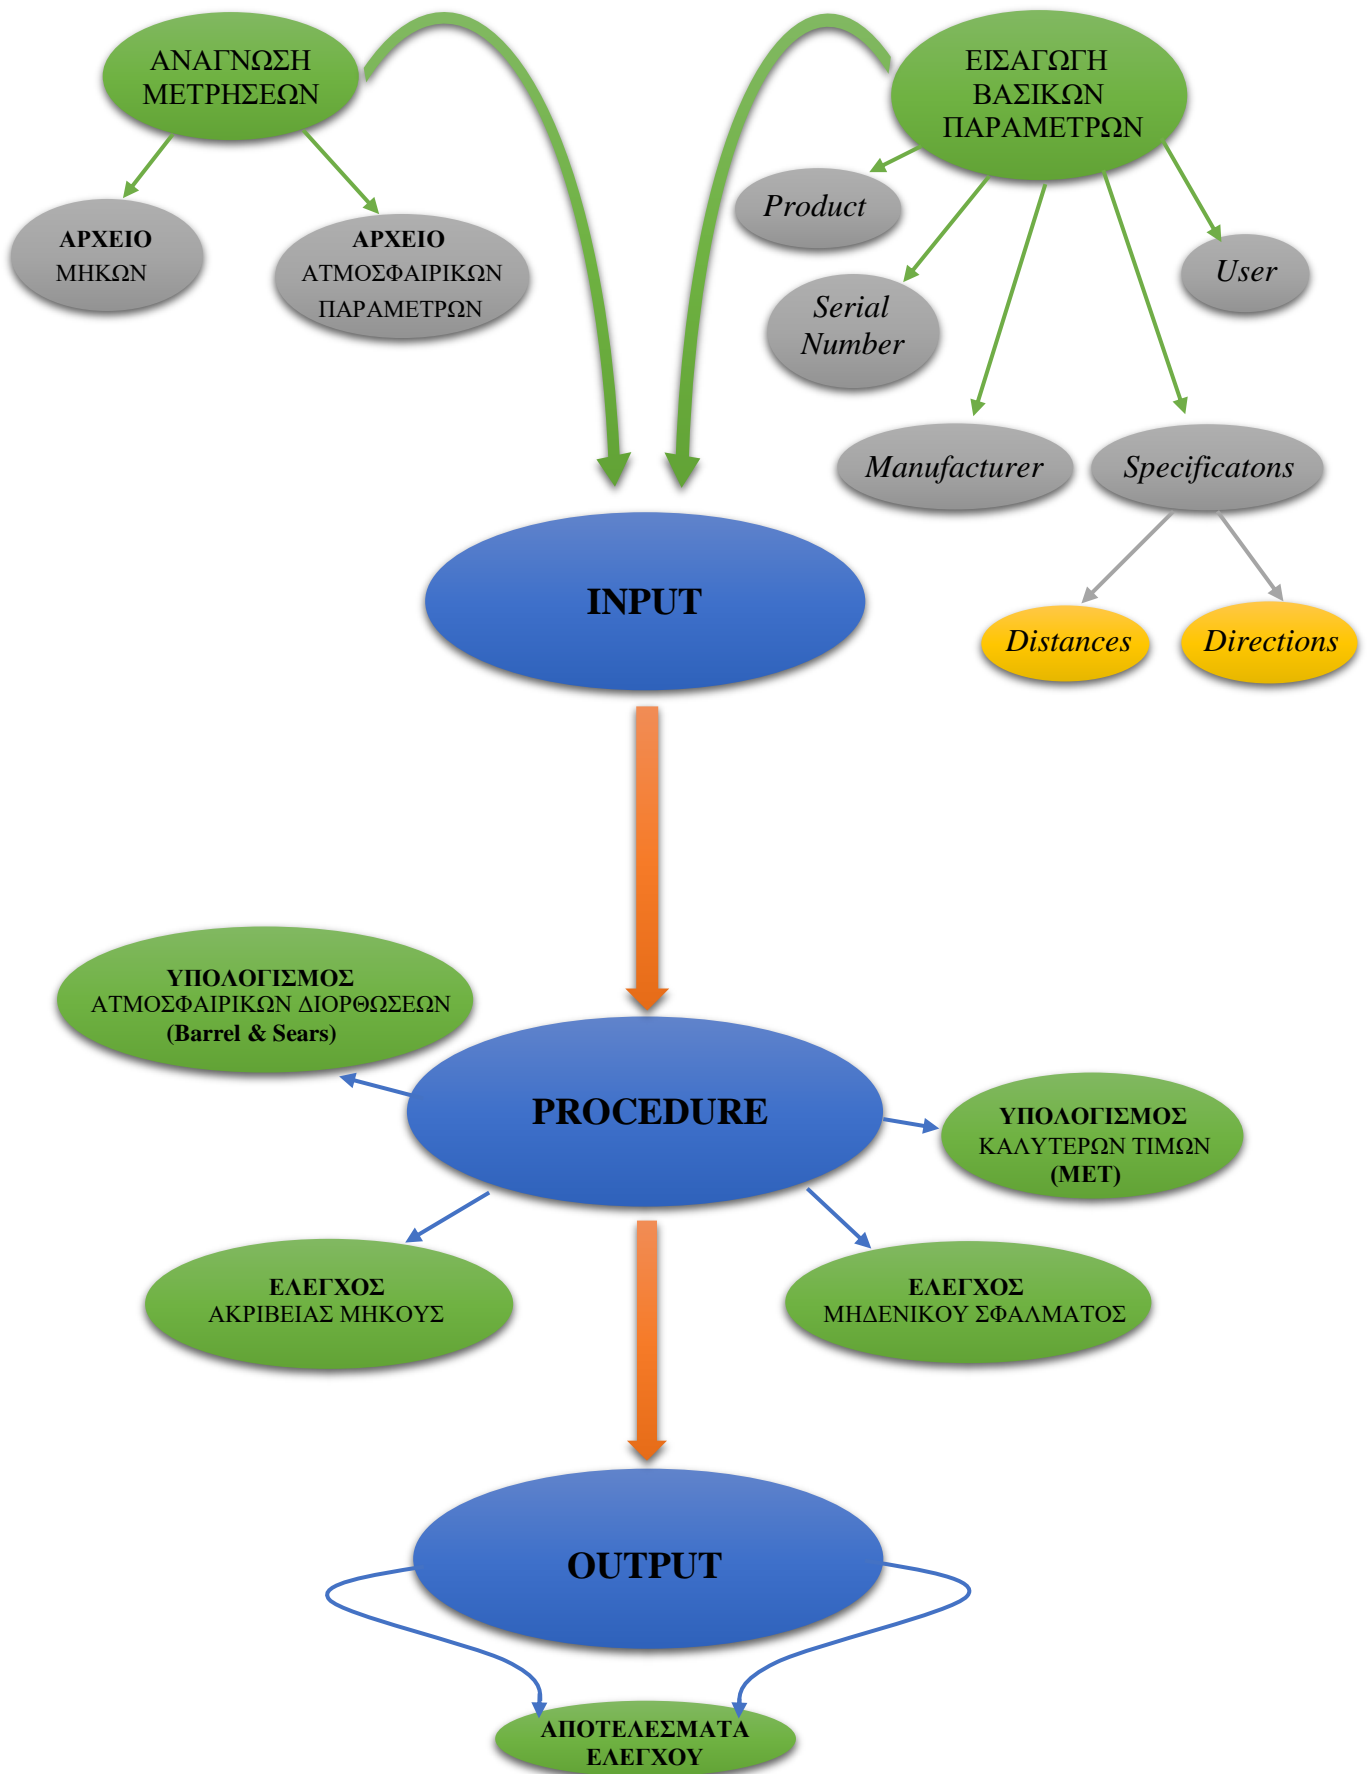 ΑΝΑΓΝΩΣΗ
ΜΕΤΡΗΣΕΩΝ
ΑΡΧΕΙΟ
ΜΗΚΩΝ
ΑΡΧΕΙΟ
ΑΤΜΟΣΦΑΙΡΙΚΩΝ
ΠΑΡΑΜΕΤΡΩΝ
ΕΙΣΑΓΩΓΗ
ΒΑΣΙΚΩΝ
ΠΑΡΑΜΕΤΡΩΝ
Product
Serial
Number
User
Manufacturer
Specificatons
Distances
Directions
INPUT
ΥΠΟΛΟΓΙΣΜΟΣ
ΑΤΜΟΣΦΑΙΡΙΚΩΝ ΔΙΟΡΘΩΣΕΩΝ
(Barrel & Sears)
PROCEDURE
ΥΠΟΛΟΓΙΣΜΟΣ
ΚΑΛΥΤΕΡΩΝ ΤΙΜΩΝ
(ΜΕΤ)
ΕΛΕΓΧΟΣ
ΑΚΡΙΒΕΙΑΣ ΜΗΚΟΥΣ
ΕΛΕΓΧΟΣ
ΜΗΔΕΝΙΚΟΥ ΣΦΑΛΜΑΤΟΣ
OUTPUT
ΑΠΟΤΕΛΕΣΜΑΤΑ
ΕΛΕΓΧΟΥ